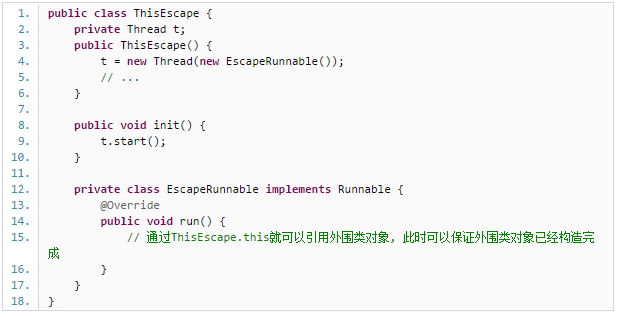 1. public class ThisEscape {
2.     private Thread t;
3.     public ThisEscape() {
4.         t = new Thread(new EscapeRunnable());
5.         // ...
6.     }
7.
8.     public void init() {
9.         t.start();
10.     }
11.
12.     private class EscapeRunnable implements Runnable {
13.         @Override
14.         public void run() {
15.             // 通过ThisEscape.this就可以引用外围类对象, 此时可以保证外围类对象已经构造完
成
16.         }
17.     }
18. }